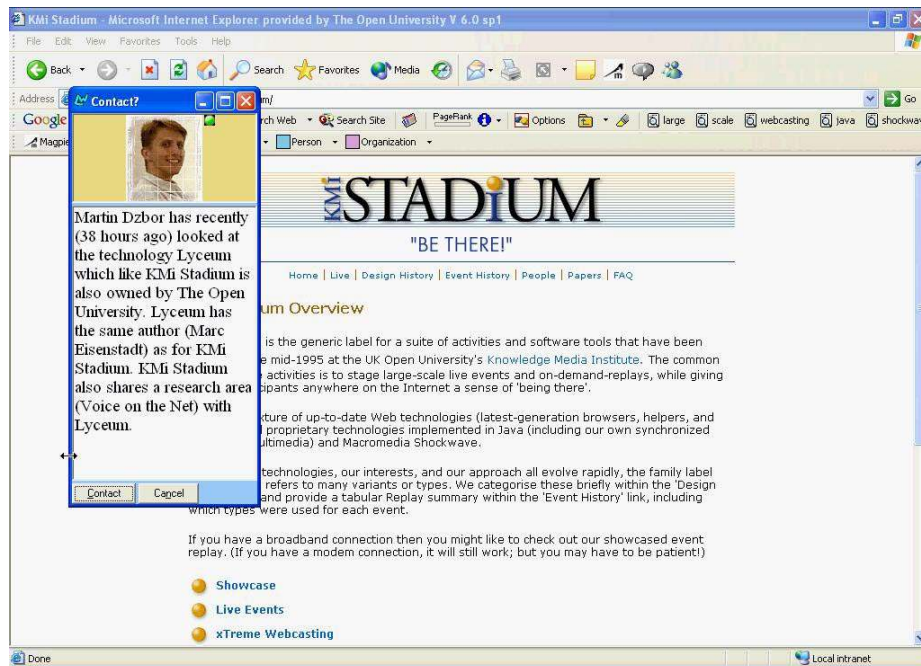 KMi Stadium - Microsoft Internet Explorer provided by The Open University V 6.0 sp1
File Edit View Favorites Tools Help
Back Search Favorites Media
Address m/ Go
Google rch Web Search Site PageRank Options large scale webcasting java shockwav
Magpie Person Organization
Contact?
Martin Dzbor has recently
(38 hours ago) looked at
the technology Lyceum
which like KMi Stadium is
also owned by The Open
University. Lyceum has
the same author (Marc
Eisenstadt) as for KMi
Stadium. KMi Stadium
also shares a research area
(Voice on the Net) with
Lyceum.
Contact Cancel
KMi STADiUM
"BE THERE!"
Home | Live | Design History | Event History | People | Papers | FAQ
um Overview
is the generic label for a suite of activities and software tools that have been
e mid-1995 at the UK Open University's Knowledge Media Institute. The common
activities is to stage large-scale live events and on-demand-replays, while giving
cipants anywhere on the Internet a sense of 'being there'.
xture of up-to-date Web technologies (latest-generation browsers, helpers, and
proprietary technologies implemented in Java (including our own synchronized
ultimedia) and Macromedia Shockwave.
technologies, our interests, and our approach all evolve rapidly, the family label
refers to many variants or types. We categorise these briefly within the 'Design
and provide a tabular Replay summary within the 'Event History' link, including
which types were used for each event.
If you have a broadband connection then you might like to check out our showcased event
replay. (If you have a modem connection, it will still work; but you may have to be patient!)
Showcase
Live Events
xTreme Webcasting
Done Local intranet